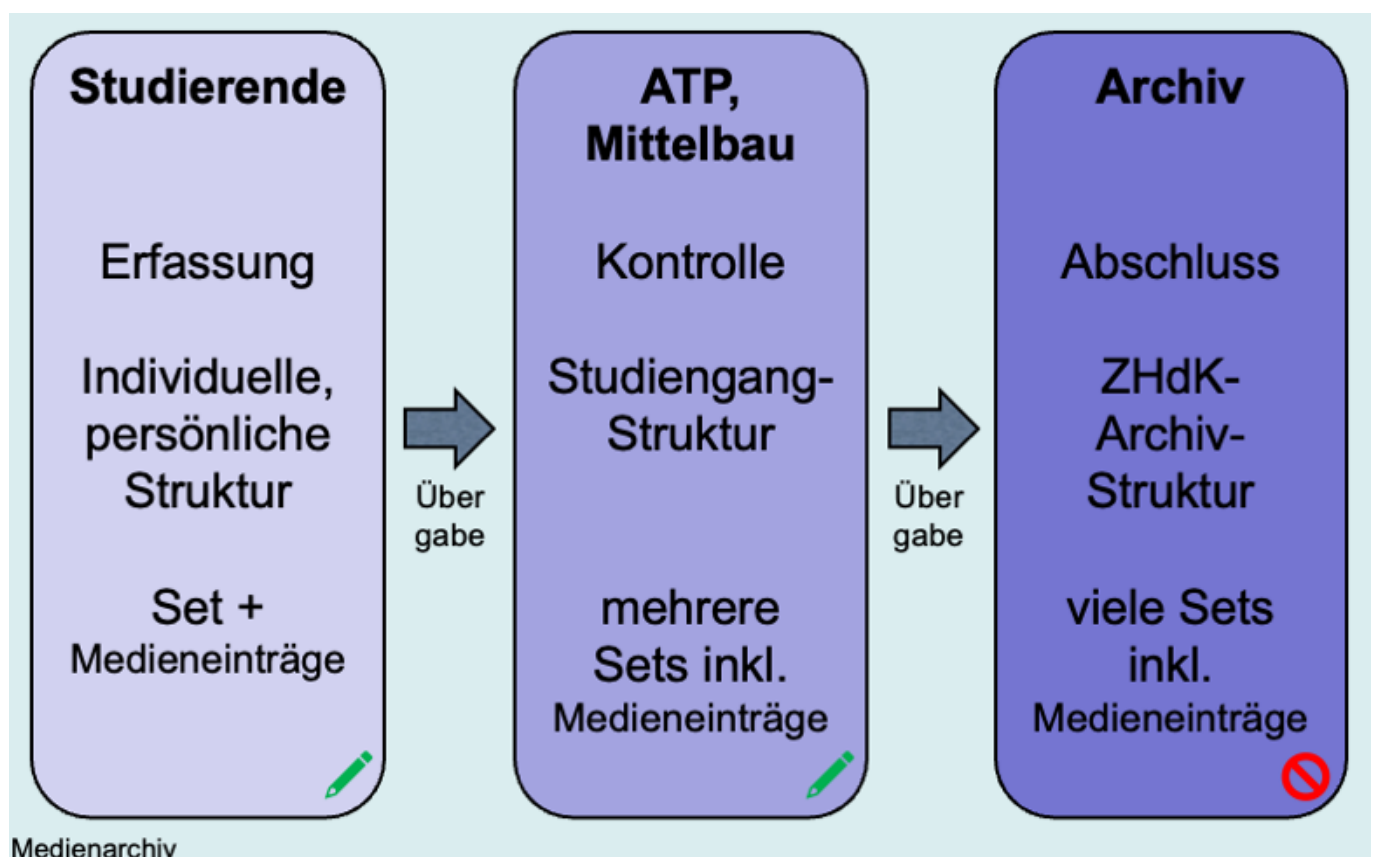 Studierende
Erfassung
Individuelle,
persönliche
Struktur
Set +
Medieneinträge
Über
gabe
ATP,
Mittelbau
Kontrolle
Studiengang-
Struktur
mehrere
Sets inkl.
Medieneinträge
Über
gabe
Archiv
Abschluss
ZHdK-
Archiv-
Struktur
viele Sets
inkl.
Medieneinträge
Medienarchiv